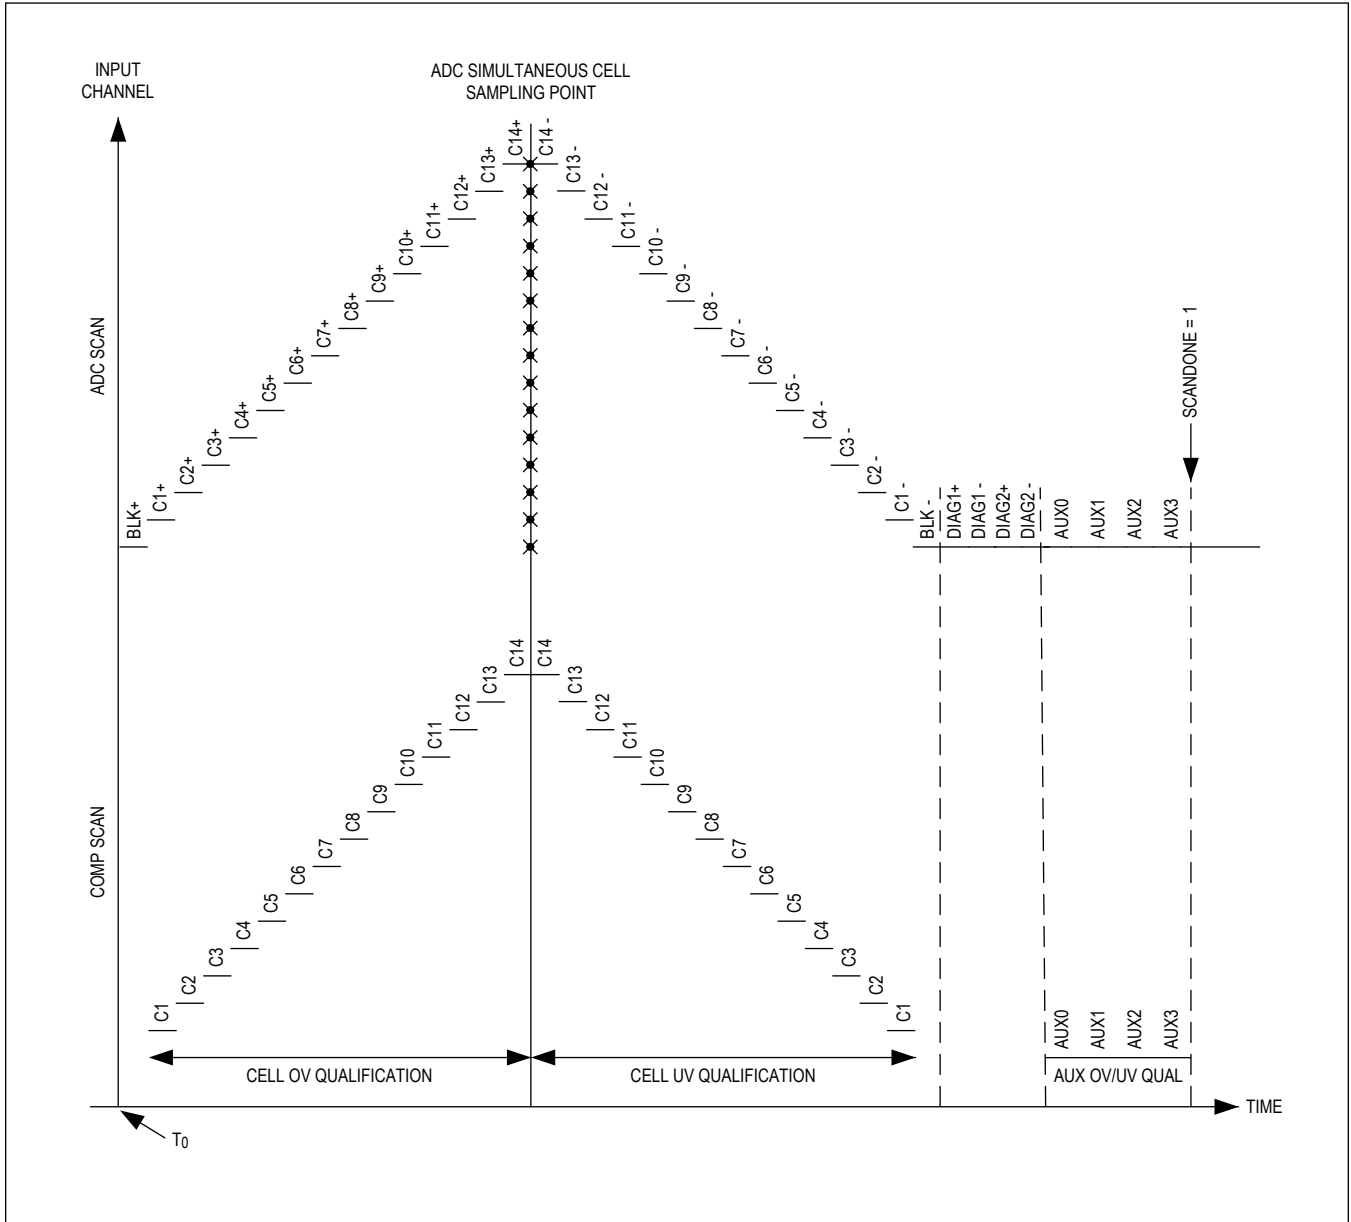 INPUT
CHANNEL
ADC SIMULTANEOUS CELL
SAMPLING POINT
ADC SCAN
BLK+
C1+
C2+
C3+
C4+
C5+
C6+
C7+
C8+
C9+
C10+
C11+
C12+
C13+
C14+
C14 -
C13 -
C12 -
C11 -
C10 -
C9 -
C8 -
C7 -
C6 -
C5 -
C4 -
C3 -
C2 -
C1 -
BLK -
DIAG1+
DIAG1 -
DIAG2+
DIAG2 -
AUX0
AUX1
AUX2
AUX3
SCANDONE = 1
COMP SCAN
C1
C2
C3
C4
C5
C6
C7
C8
C9
C10
C11
C12
C13
C14
C14
C13
C12
C11
C10
C9
C8
C7
C6
C5
C4
C3
C2
C1
AUX0
AUX1
AUX2
AUX3
CELL OV QUALIFICATION
CELL UV QUALIFICATION
AUX OV/UV QUAL
TIME
T0